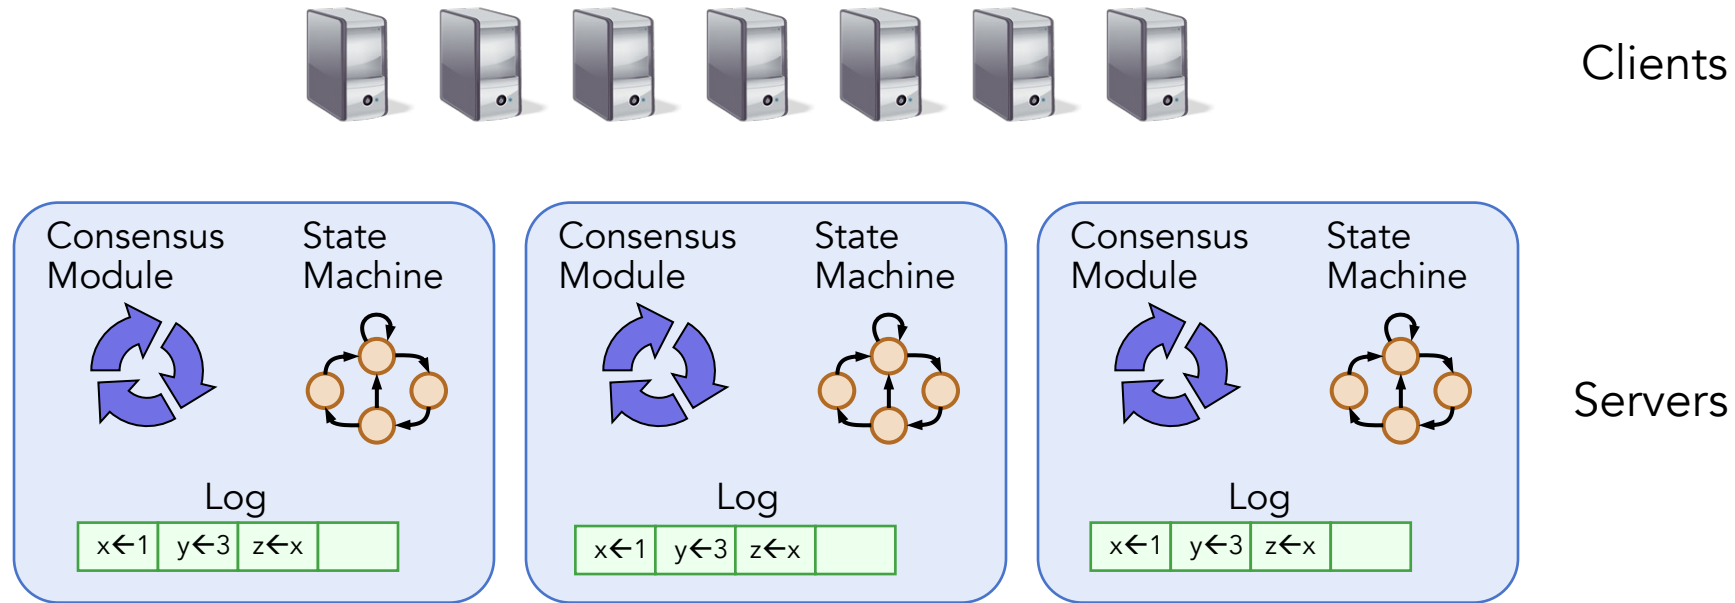 Clients
Consensus
Module
State
Machine
Log
x←1 y←3 z←x
Consensus
Module
State
Machine
Log
x←1 y←3 z←x
Consensus
Module
State
Machine
Log
x←1 y←3 z←x
Servers